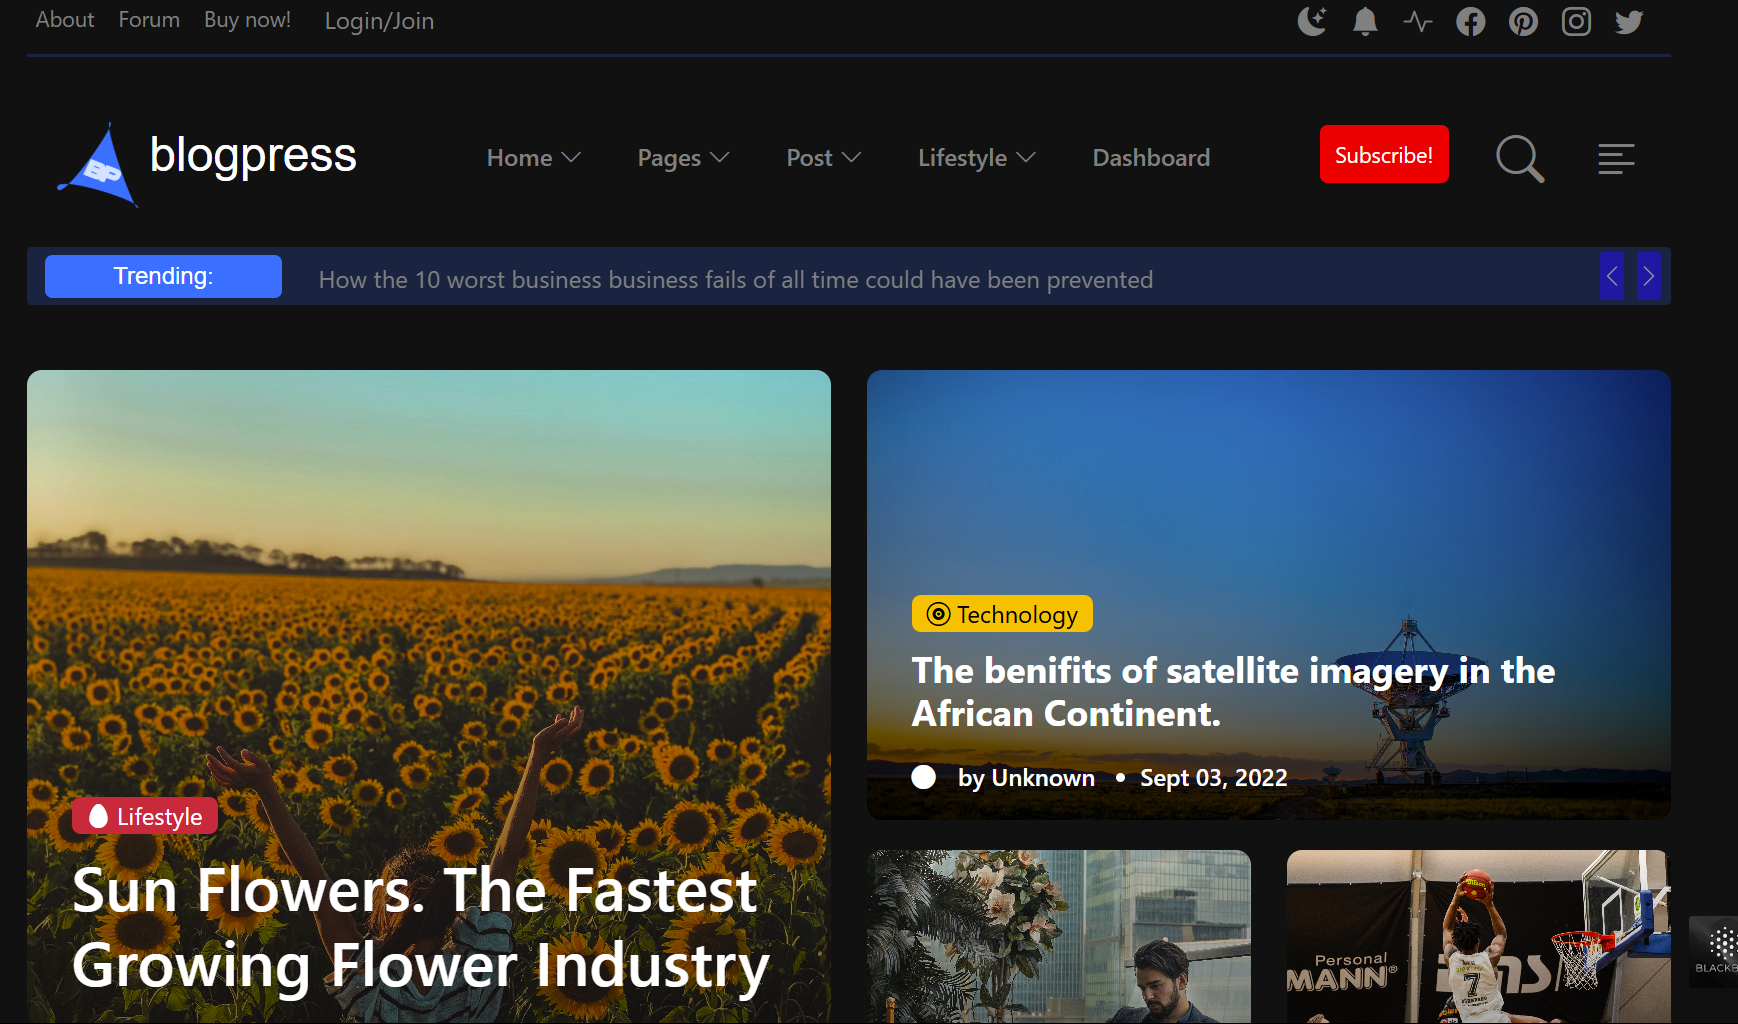 About Forum Buy now! Login/Join
BP blogpress Home Pages Post Lifestyle Dashboard Subscribe!
Trending: How the 10 worst business business fails of all time could have been prevented
Technology
The benifits of satellite imagery in the
African Continent.
by Unknown • Sept 03, 2022
Lifestyle
Sun Flowers. The Fastest
Growing Flower Industry
Personal
MANN®
7
BLACKB